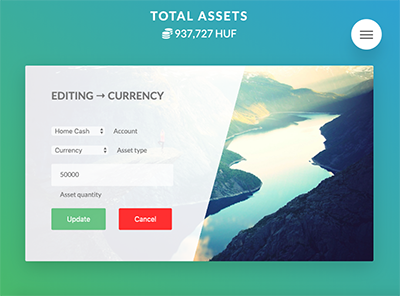 TOTAL ASSETS
937,727 HUF
EDITING → CURRENCY
Home Cash Account
Currency Asset type
50000
Asset quantity
Update Cancel